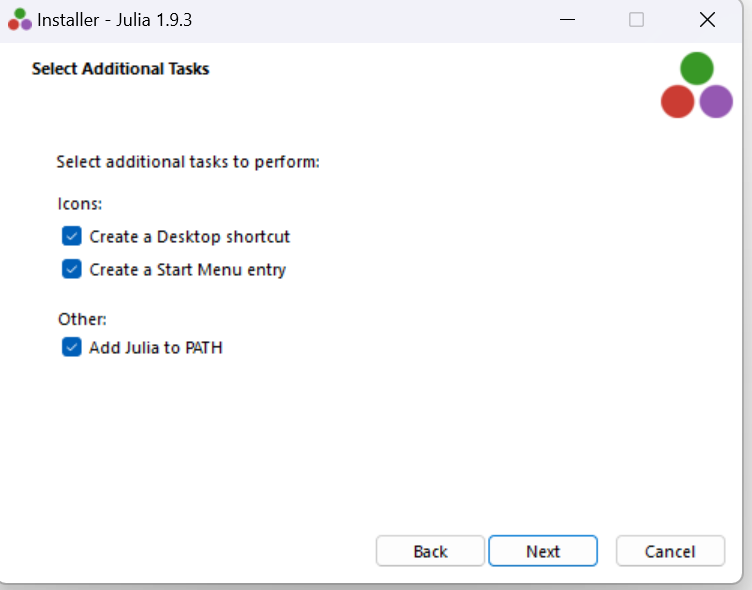 Installer - Julia 1.9.3
Select Additional Tasks
Select additional tasks to perform:
Icons:
Create a Desktop shortcut
Create a Start Menu entry
Other:
Add Julia to PATH
Back Next Cancel